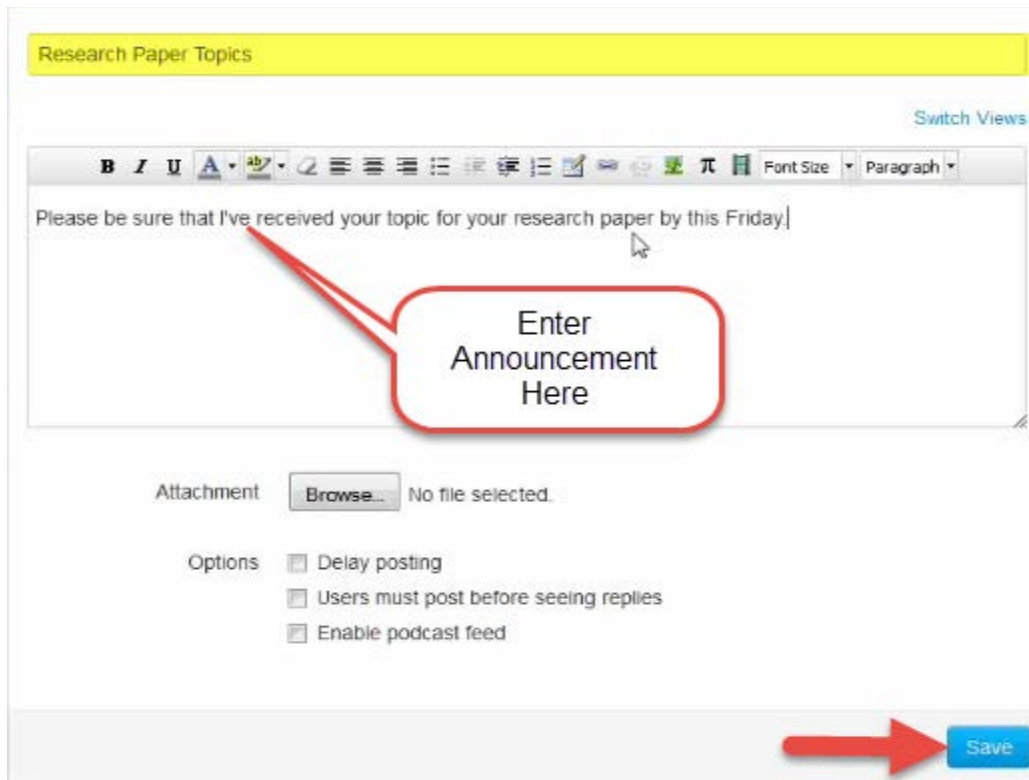 Research Paper Topics
Switch Views
B I U A ab Font Size Paragraph
Please be sure that I've received your topic for your research paper by this Friday.
Enter
Announcement
Here
Attachment Browse... No file selected.
Options Delay posting
Users must post before seeing replies
Enable podcast feed
Save